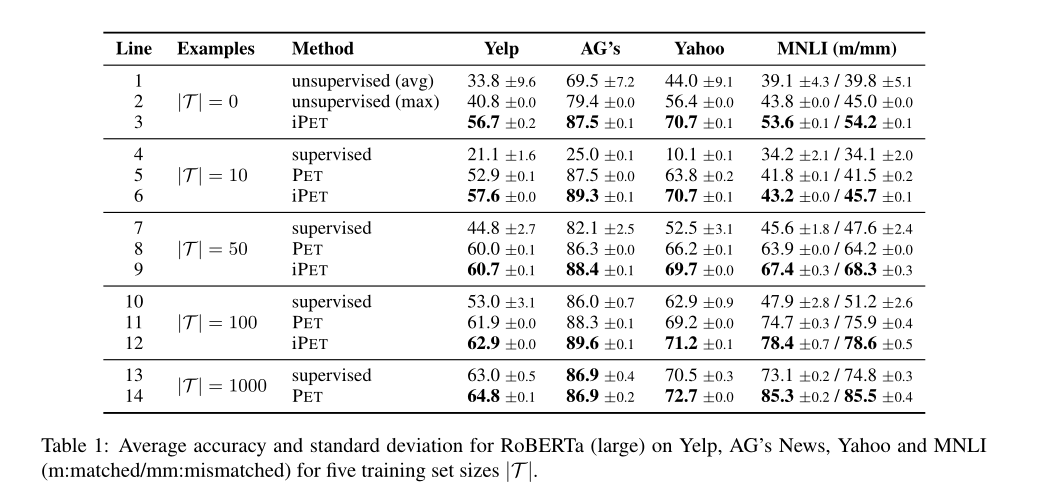 Line Examples Method Yelp AG's Yahoo MNLI (m/mm)
1 unsupervised (avg) 33.8 ±9.6 69.5 ±7.2 44.0 ±9.1 39.1 ±4.3 / 39.8 ±5.1
2 |𝒯| = 0 unsupervised (max) 40.8 ±0.0 79.4 ±0.0 56.4 ±0.0 43.8 ±0.0 / 45.0 ±0.0
3 iPET 56.7 ±0.2 87.5 ±0.1 70.7 ±0.1 53.6 ±0.1 / 54.2 ±0.1
4 supervised 21.1 ±1.6 25.0 ±0.1 10.1 ±0.1 34.2 ±2.1 / 34.1 ±2.0
5 |𝒯| = 10 PET 52.9 ±0.1 87.5 ±0.0 63.8 ±0.2 41.8 ±0.1 / 41.5 ±0.2
6 iPET 57.6 ±0.0 89.3 ±0.1 70.7 ±0.1 43.2 ±0.0 / 45.7 ±0.1
7 supervised 44.8 ±2.7 82.1 ±2.5 52.5 ±3.1 45.6 ±1.8 / 47.6 ±2.4
8 |𝒯| = 50 PET 60.0 ±0.1 86.3 ±0.0 66.2 ±0.1 63.9 ±0.0 / 64.2 ±0.0
9 iPET 60.7 ±0.1 88.4 ±0.1 69.7 ±0.0 67.4 ±0.3 / 68.3 ±0.3
10 supervised 53.0 ±3.1 86.0 ±0.7 62.9 ±0.9 47.9 ±2.8 / 51.2 ±2.6
11 |𝒯| = 100 PET 61.9 ±0.0 88.3 ±0.1 69.2 ±0.0 74.7 ±0.3 / 75.9 ±0.4
12 iPET 62.9 ±0.0 89.6 ±0.1 71.2 ±0.1 78.4 ±0.7 / 78.6 ±0.5
13 |𝒯| = 1000 supervised 63.0 ±0.5 86.9 ±0.4 70.5 ±0.3 73.1 ±0.2 / 74.8 ±0.3
14 PET 64.8 ±0.1 86.9 ±0.2 72.7 ±0.0 85.3 ±0.2 / 85.5 ±0.4
Table 1: Average accuracy and standard deviation for RoBERTa (large) on Yelp, AG's News, Yahoo and MNLI
(m:matched/mm:mismatched) for five training set sizes |𝒯|.